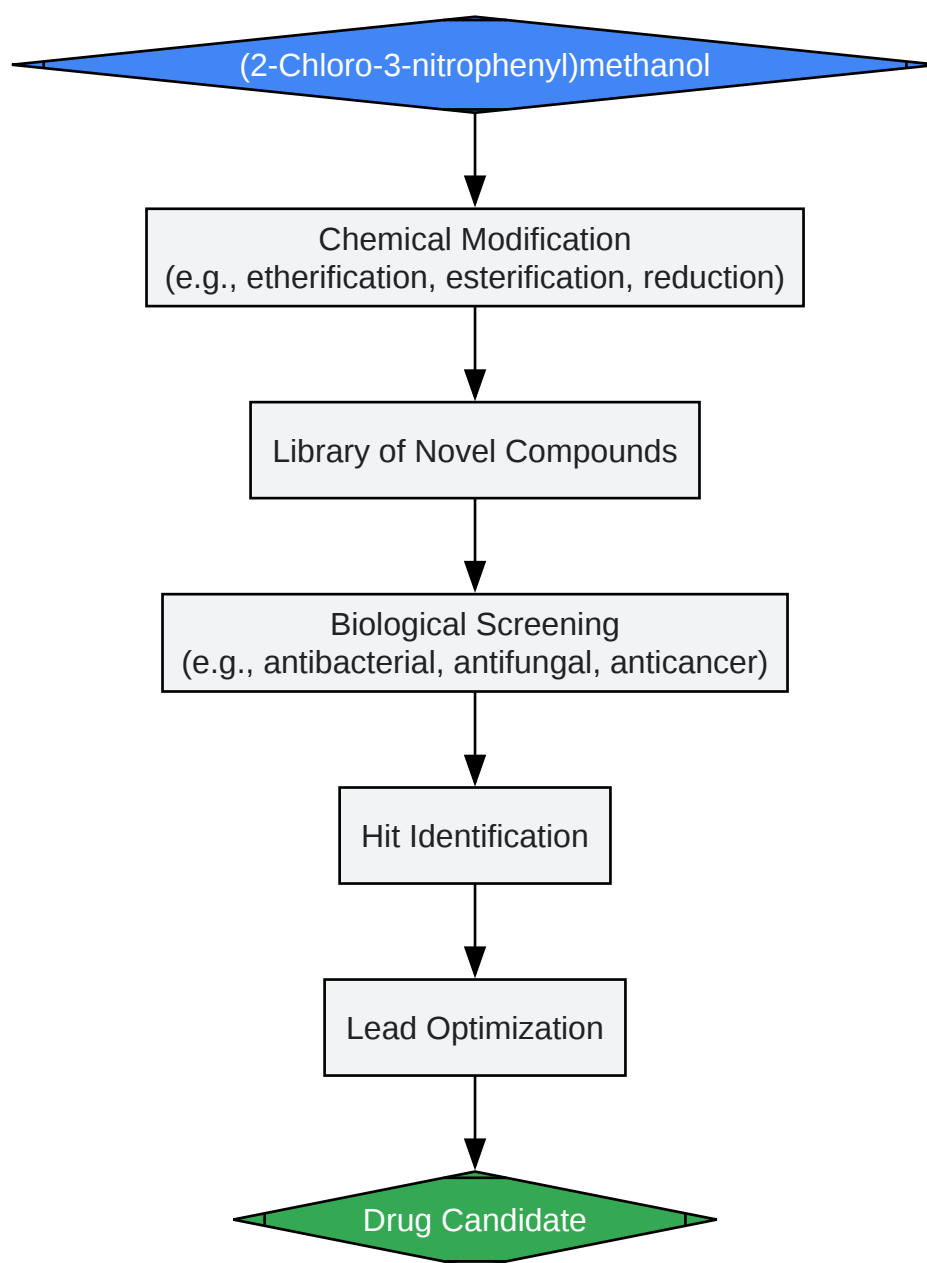 (2-Chloro-3-nitrophenyl)methanol
Chemical Modification
(e.g., etherification, esterification, reduction)
Library of Novel Compounds
Biological Screening
(e.g., antibacterial, antifungal, anticancer)
Hit Identification
Lead Optimization
Drug Candidate